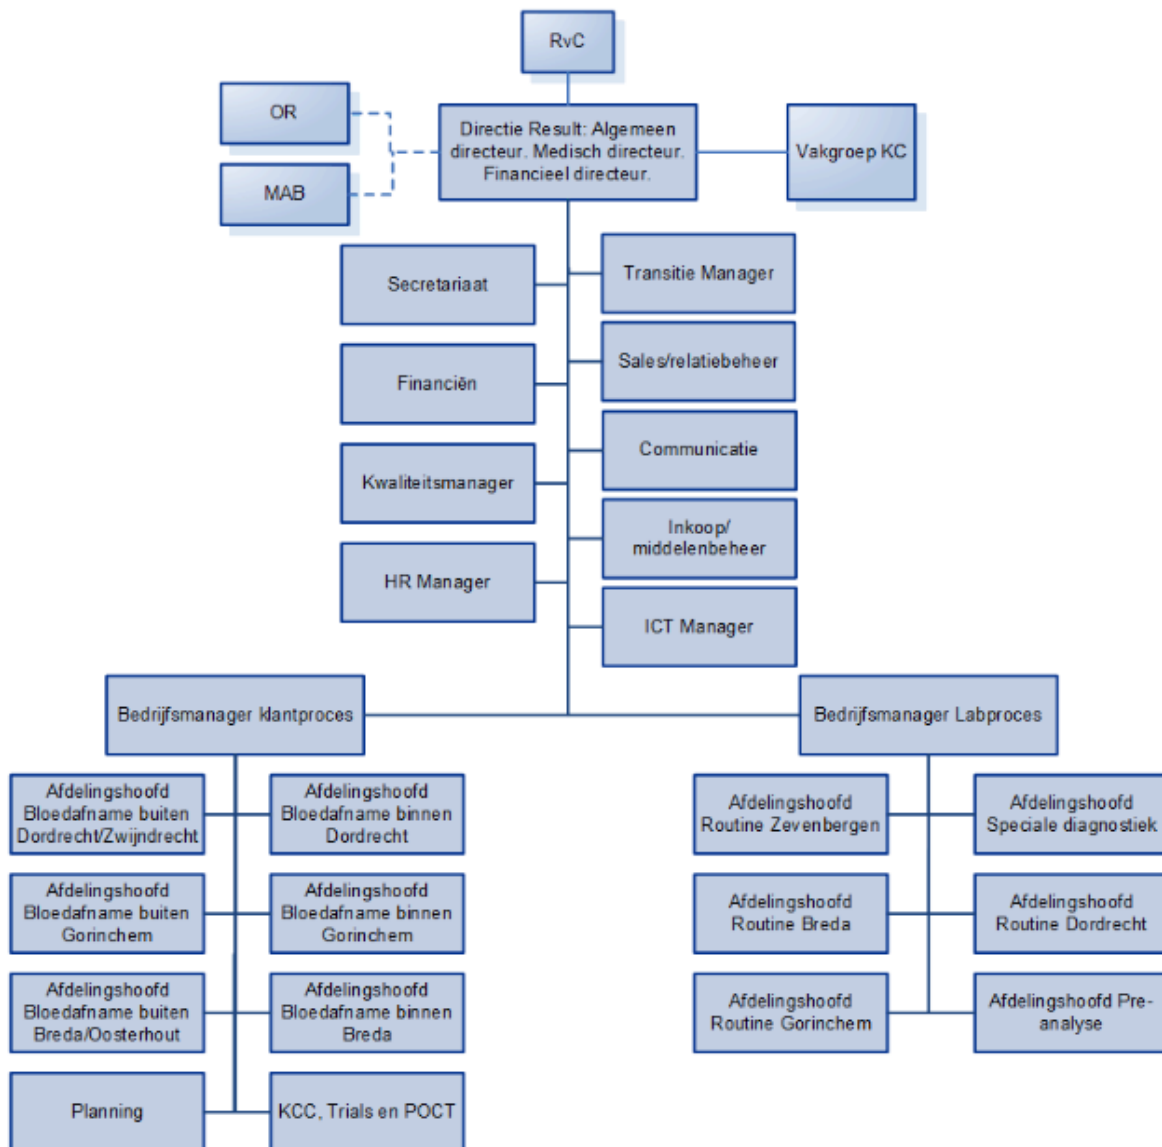 RvC
OR
MAB
Directie Result: Algemeen
directeur. Medisch directeur.
Financieel directeur.
Vakgroep KC
Secretariaat
Transitie Manager
Financiën
Sales/relatiebeheer
Kwaliteitsmanager
Communicatie
HR Manager
Inkoop/
middelenbeheer
ICT Manager
Bedrijfsmanager klantproces
Bedrijfsmanager Labproces
Afdelingshoofd
Bloedafname buiten
Dordrecht/Zwijndrecht
Afdelingshoofd
Bloedafname binnen
Dordrecht
Afdelingshoofd
Routine Zevenbergen
Afdelingshoofd
Speciale diagnostiek
Afdelingshoofd
Bloedafname buiten
Gorinchem
Afdelingshoofd
Bloedafname binnen
Gorinchem
Afdelingshoofd
Routine Breda
Afdelingshoofd
Routine Dordrecht
Afdelingshoofd
Bloedafname buiten
Breda/Oosterhout
Afdelingshoofd
Bloedafname binnen
Breda
Afdelingshoofd
Routine Gorinchem
Afdelingshoofd Pre-
analyse
Planning
KCC, Trials en POCT